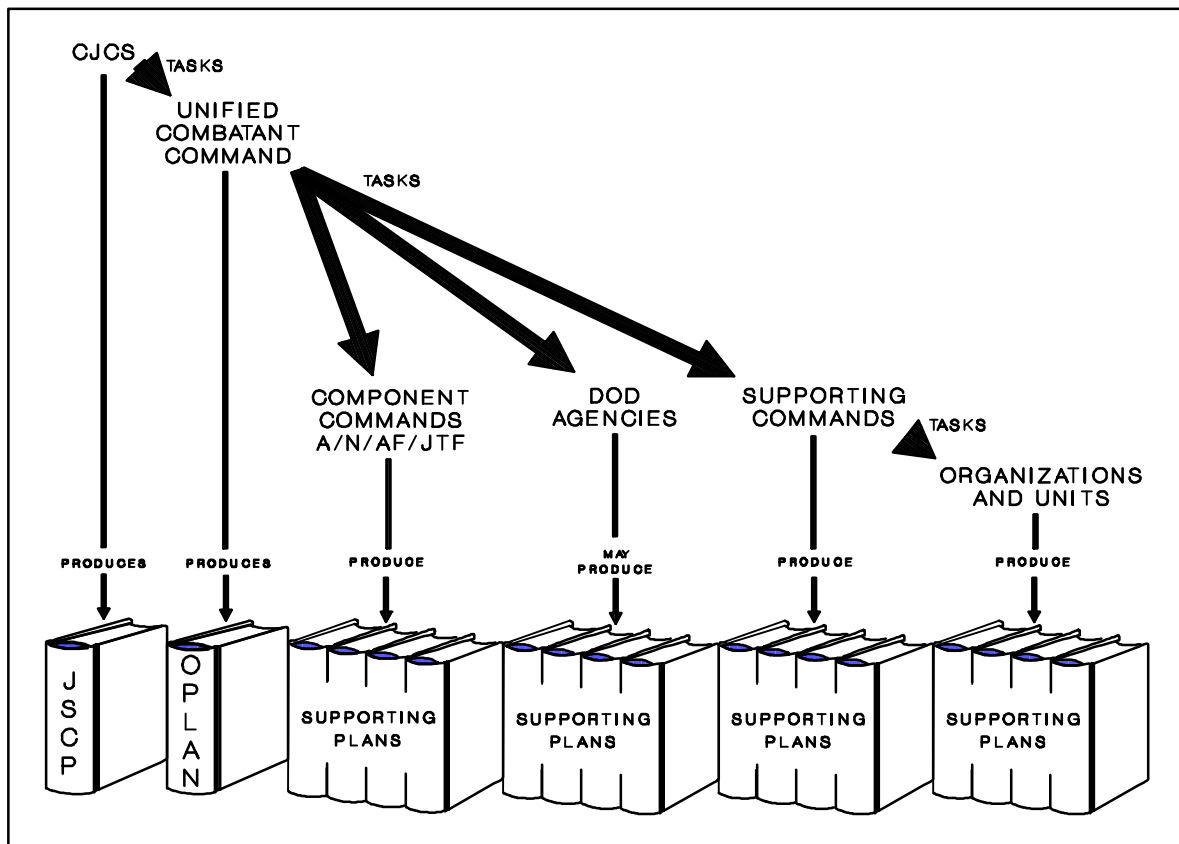 CJCS
TASKS
UNIFIED
COMBATANT
COMMAND
TASKS
COMPONENT
COMMANDS
A/N/AF/JTF
DOD
AGENCIES
SUPPORTING
COMMANDS
TASKS
ORGANIZATIONS
AND UNITS
PRODUCES
PRODUCES
PRODUCE
MAY
PRODUCE
PRODUCE
PRODUCE
JSCP
OPLAN
SUPPORTING
PLANS
SUPPORTING
PLANS
SUPPORTING
PLANS
SUPPORTING
PLANS